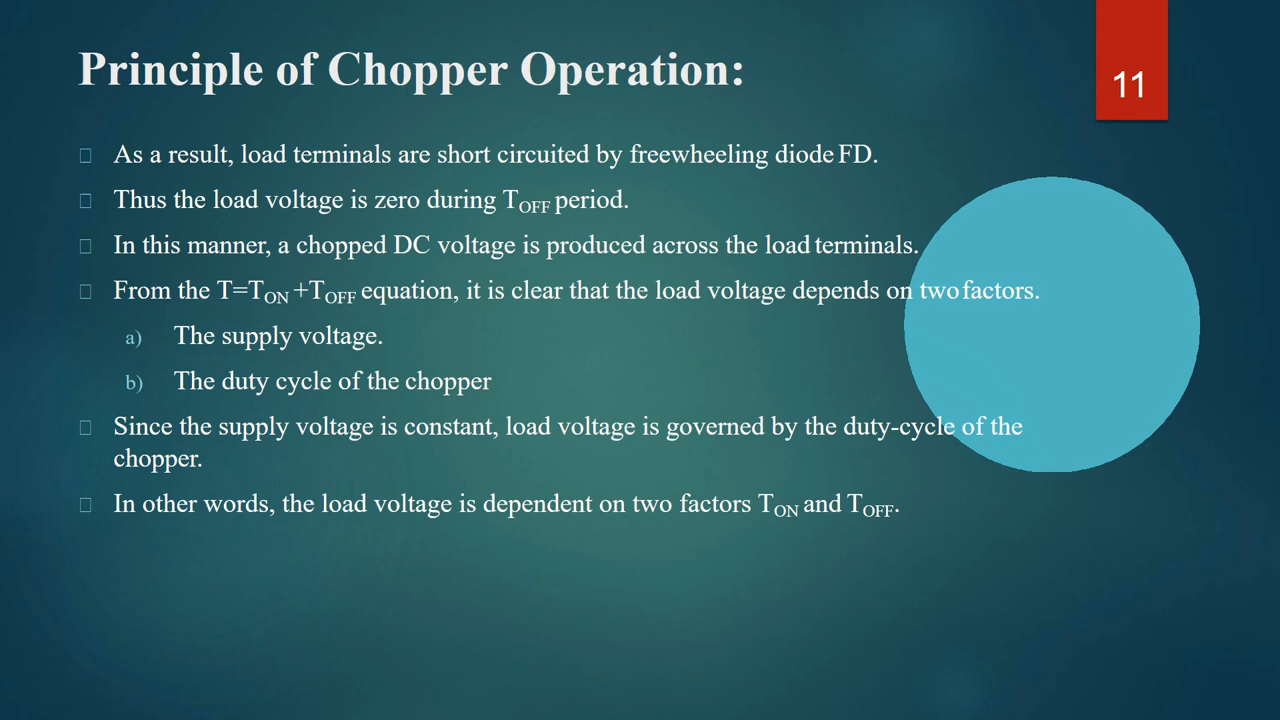 Principle of Chopper Operation:
11
As a result, load terminals are short circuited by freewheeling diode FD.
Thus the load voltage is zero during TOFF period.
In this manner, a chopped DC voltage is produced across the load terminals.
From the T=TON +TOFF equation, it is clear that the load voltage depends on two factors.
a) The supply voltage.
b) The duty cycle of the chopper
Since the supply voltage is constant, load voltage is governed by the duty-cycle of the
chopper.
In other words, the load voltage is dependent on two factors TON and TOFF.